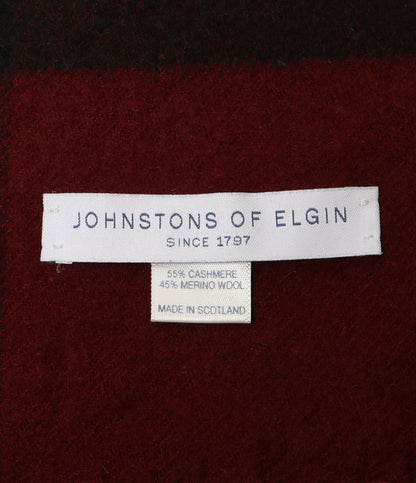 JOHNSTONS OF ELGIN
SINCE 1797
55% CASHMERE
45% MERINO WOOL
MADE IN SCOTLAND